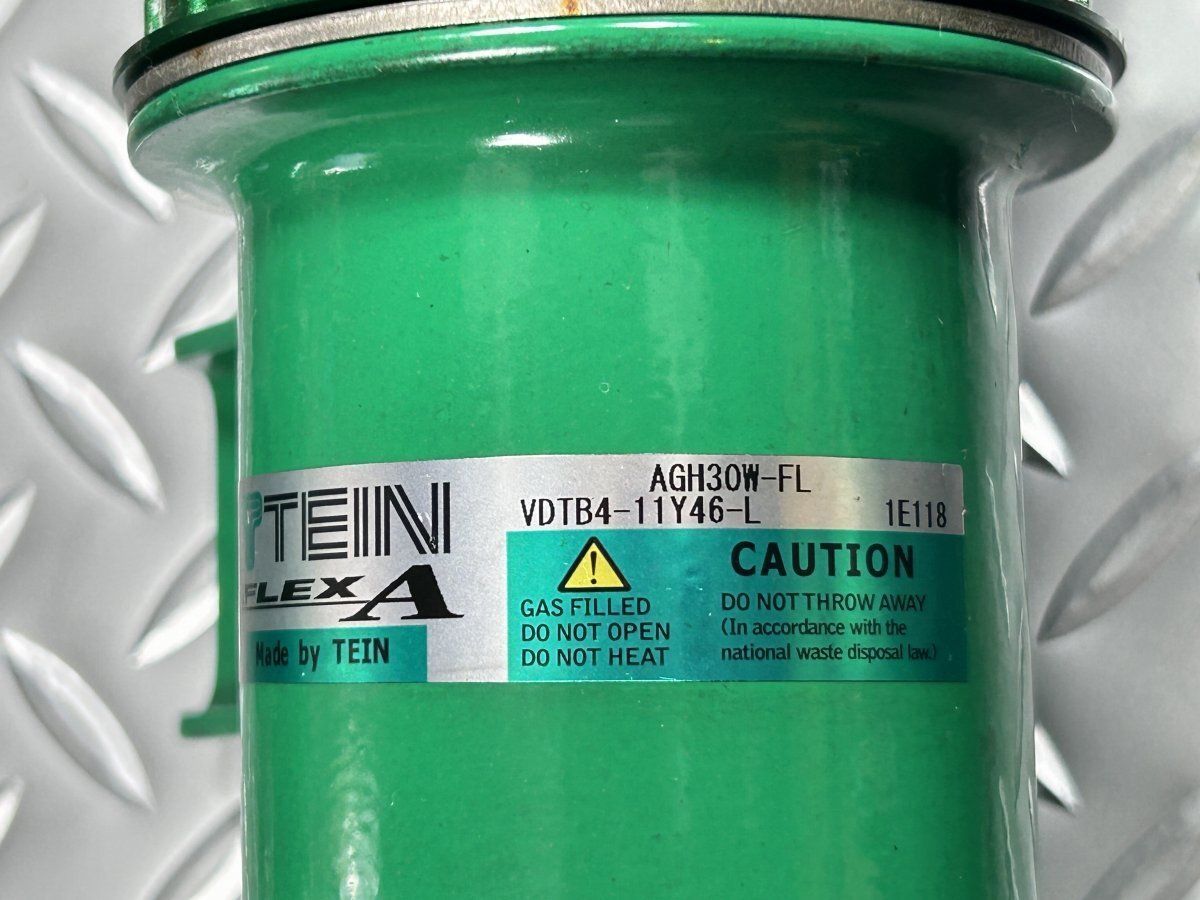 AGH30W-FL
VDTB4-11Y46-L 1E118
TEIN
FLEX A
Made by TEIN
CAUTION
GAS FILLED
DO NOT OPEN
DO NOT HEAT
DO NOT THROW AWAY
(In accordance with the
national waste disposal law.)